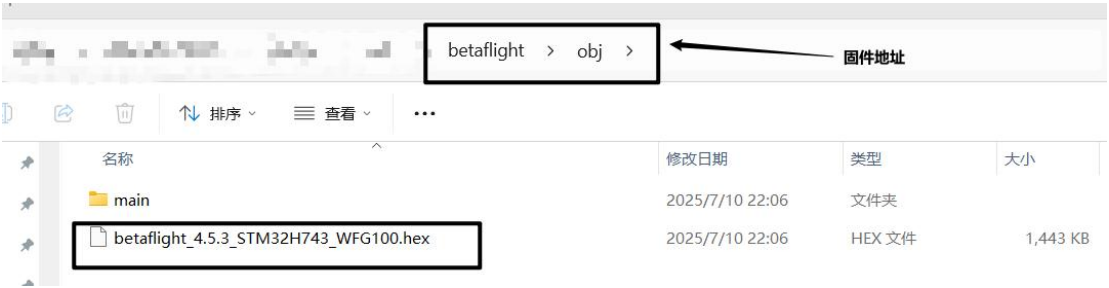 betaflight > obj >
固件地址
排序 查看 •••
名称 修改日期 类型 大小
main 2025/7/10 22:06 文件夹
betaflight_4.5.3_STM32H743_WFG100.hex 2025/7/10 22:06 HEX 文件 1,443 KB